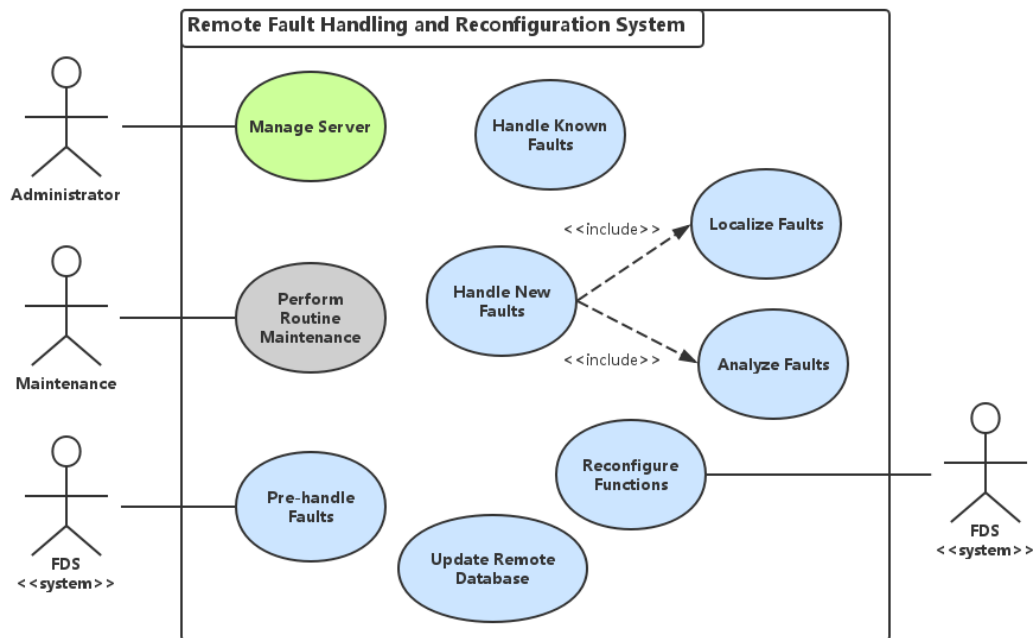 Remote Fault Handling and Reconfiguration System
Administrator
Manage Server
Handle Known
Faults
<<include>>
Localize Faults
Maintenance
Perform
Routine
Maintenance
Handle New
Faults
<<include>>
Analyze Faults
FDS
<<system>>
Pre-handle
Faults
Reconfigure
Functions
Update Remote
Database
FDS
<<system>>